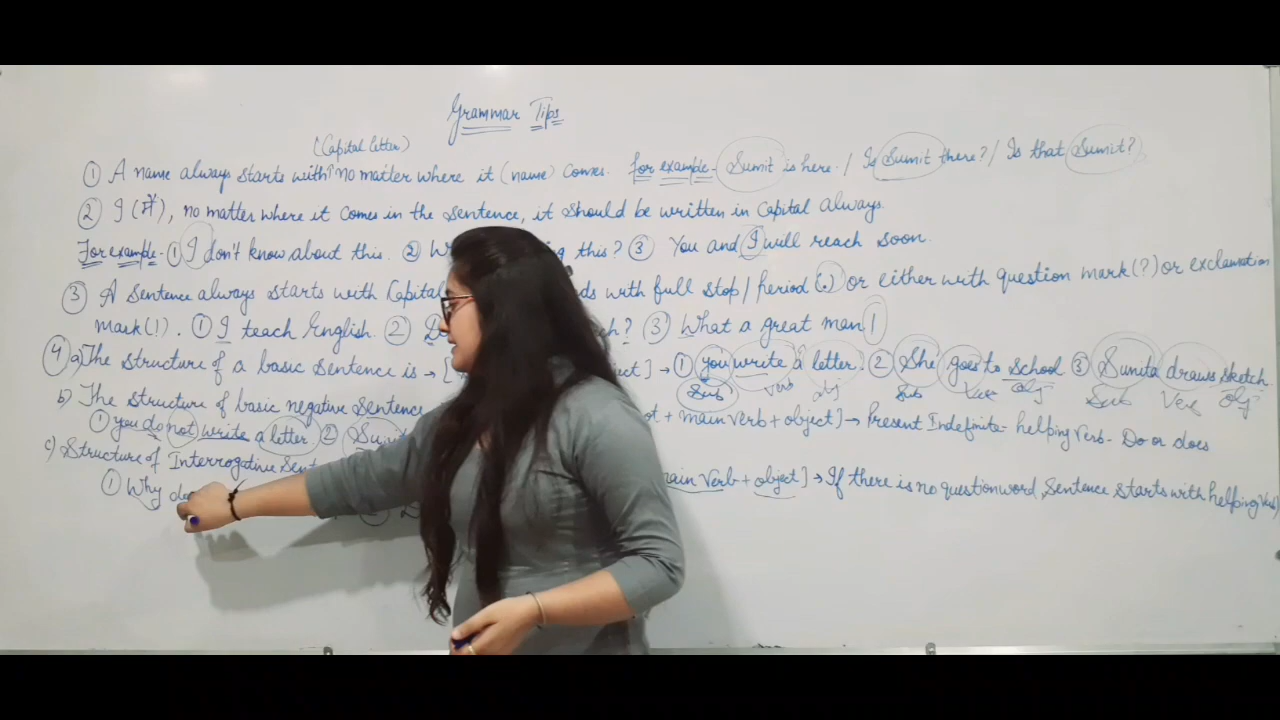 Grammar Tips
(Capital letter)
① A name always starts with ↑ no matter where it (name) comes. For example- Sumit is here. / Is Sumit there? / Is that Sumit?
② I (मैं), no matter where it comes in the sentence, it should be written in Capital always.
For example- ① I don't know about this. ② this? ③ You and I will reach soon.
③ A Sentence always starts with Capital with full stop / period (.) or either with question mark (?) or exclamation
mark (!). ① I teach English. ② ? ③ What a great man!
④ a) The structure of a basic sentence is → [ ] → ① you write a letter. ② She goes to school ③ Sunita draws sketch.
Sub Verb obj Sub Verb Obj Sub Verb Obj
b) The structure of basic negative Sentence + main verb + object] → Present Indefinite- helping verb- Do or does
① you do not write a letter. ②
c) Structure of Interrogative main verb + object] → If there is no question word, sentence starts with helping
① Why